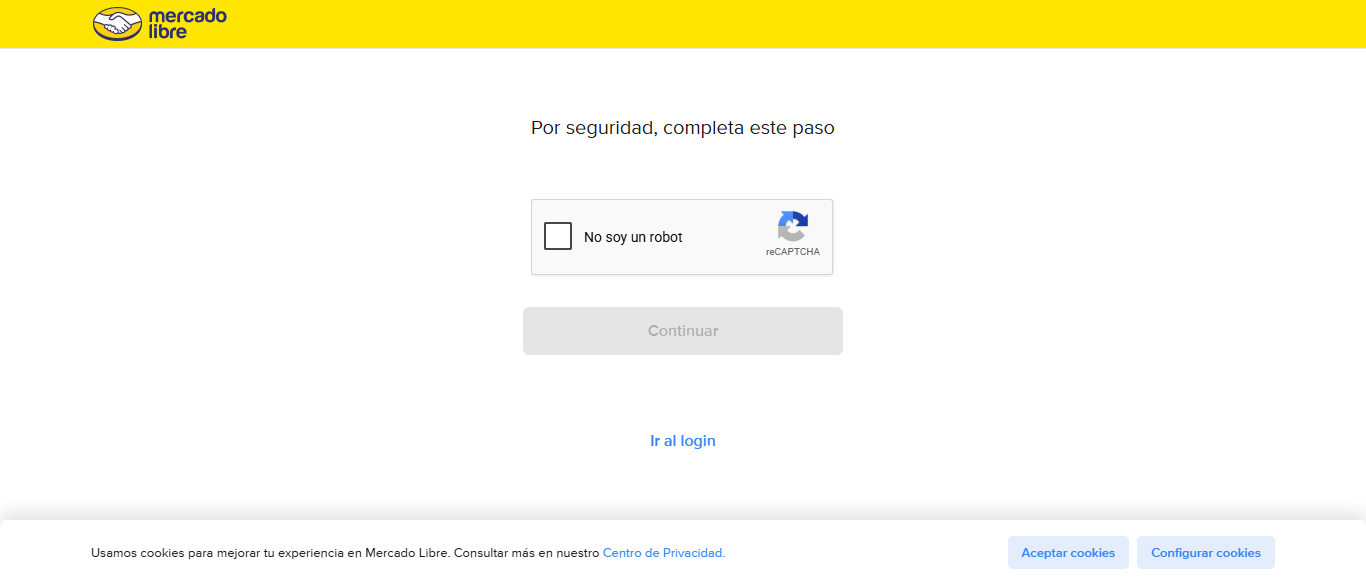 mercado
libre
Por seguridad, completa este paso
No soy un robot
reCAPTCHA
Continuar
Ir al login
Usamos cookies para mejorar tu experiencia en Mercado Libre. Consultar más en nuestro Centro de Privacidad.
Aceptar cookies
Configurar cookies